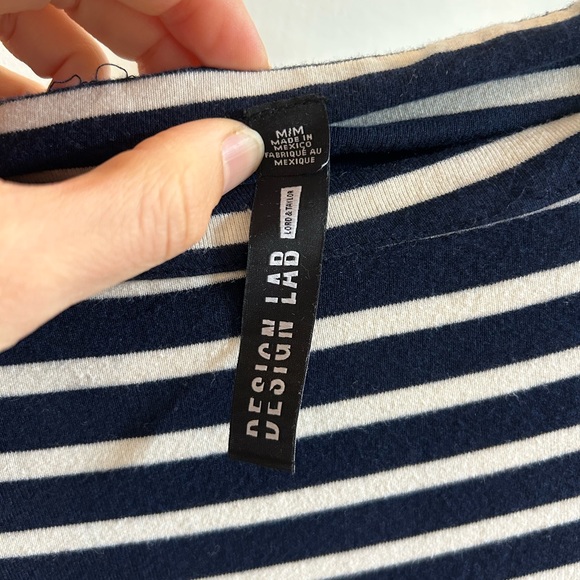 M/M
MADE IN
MEXICO
FABRIQUÉ AU
MEXIQUE
LORD & TAYLOR
DESIGN LAB